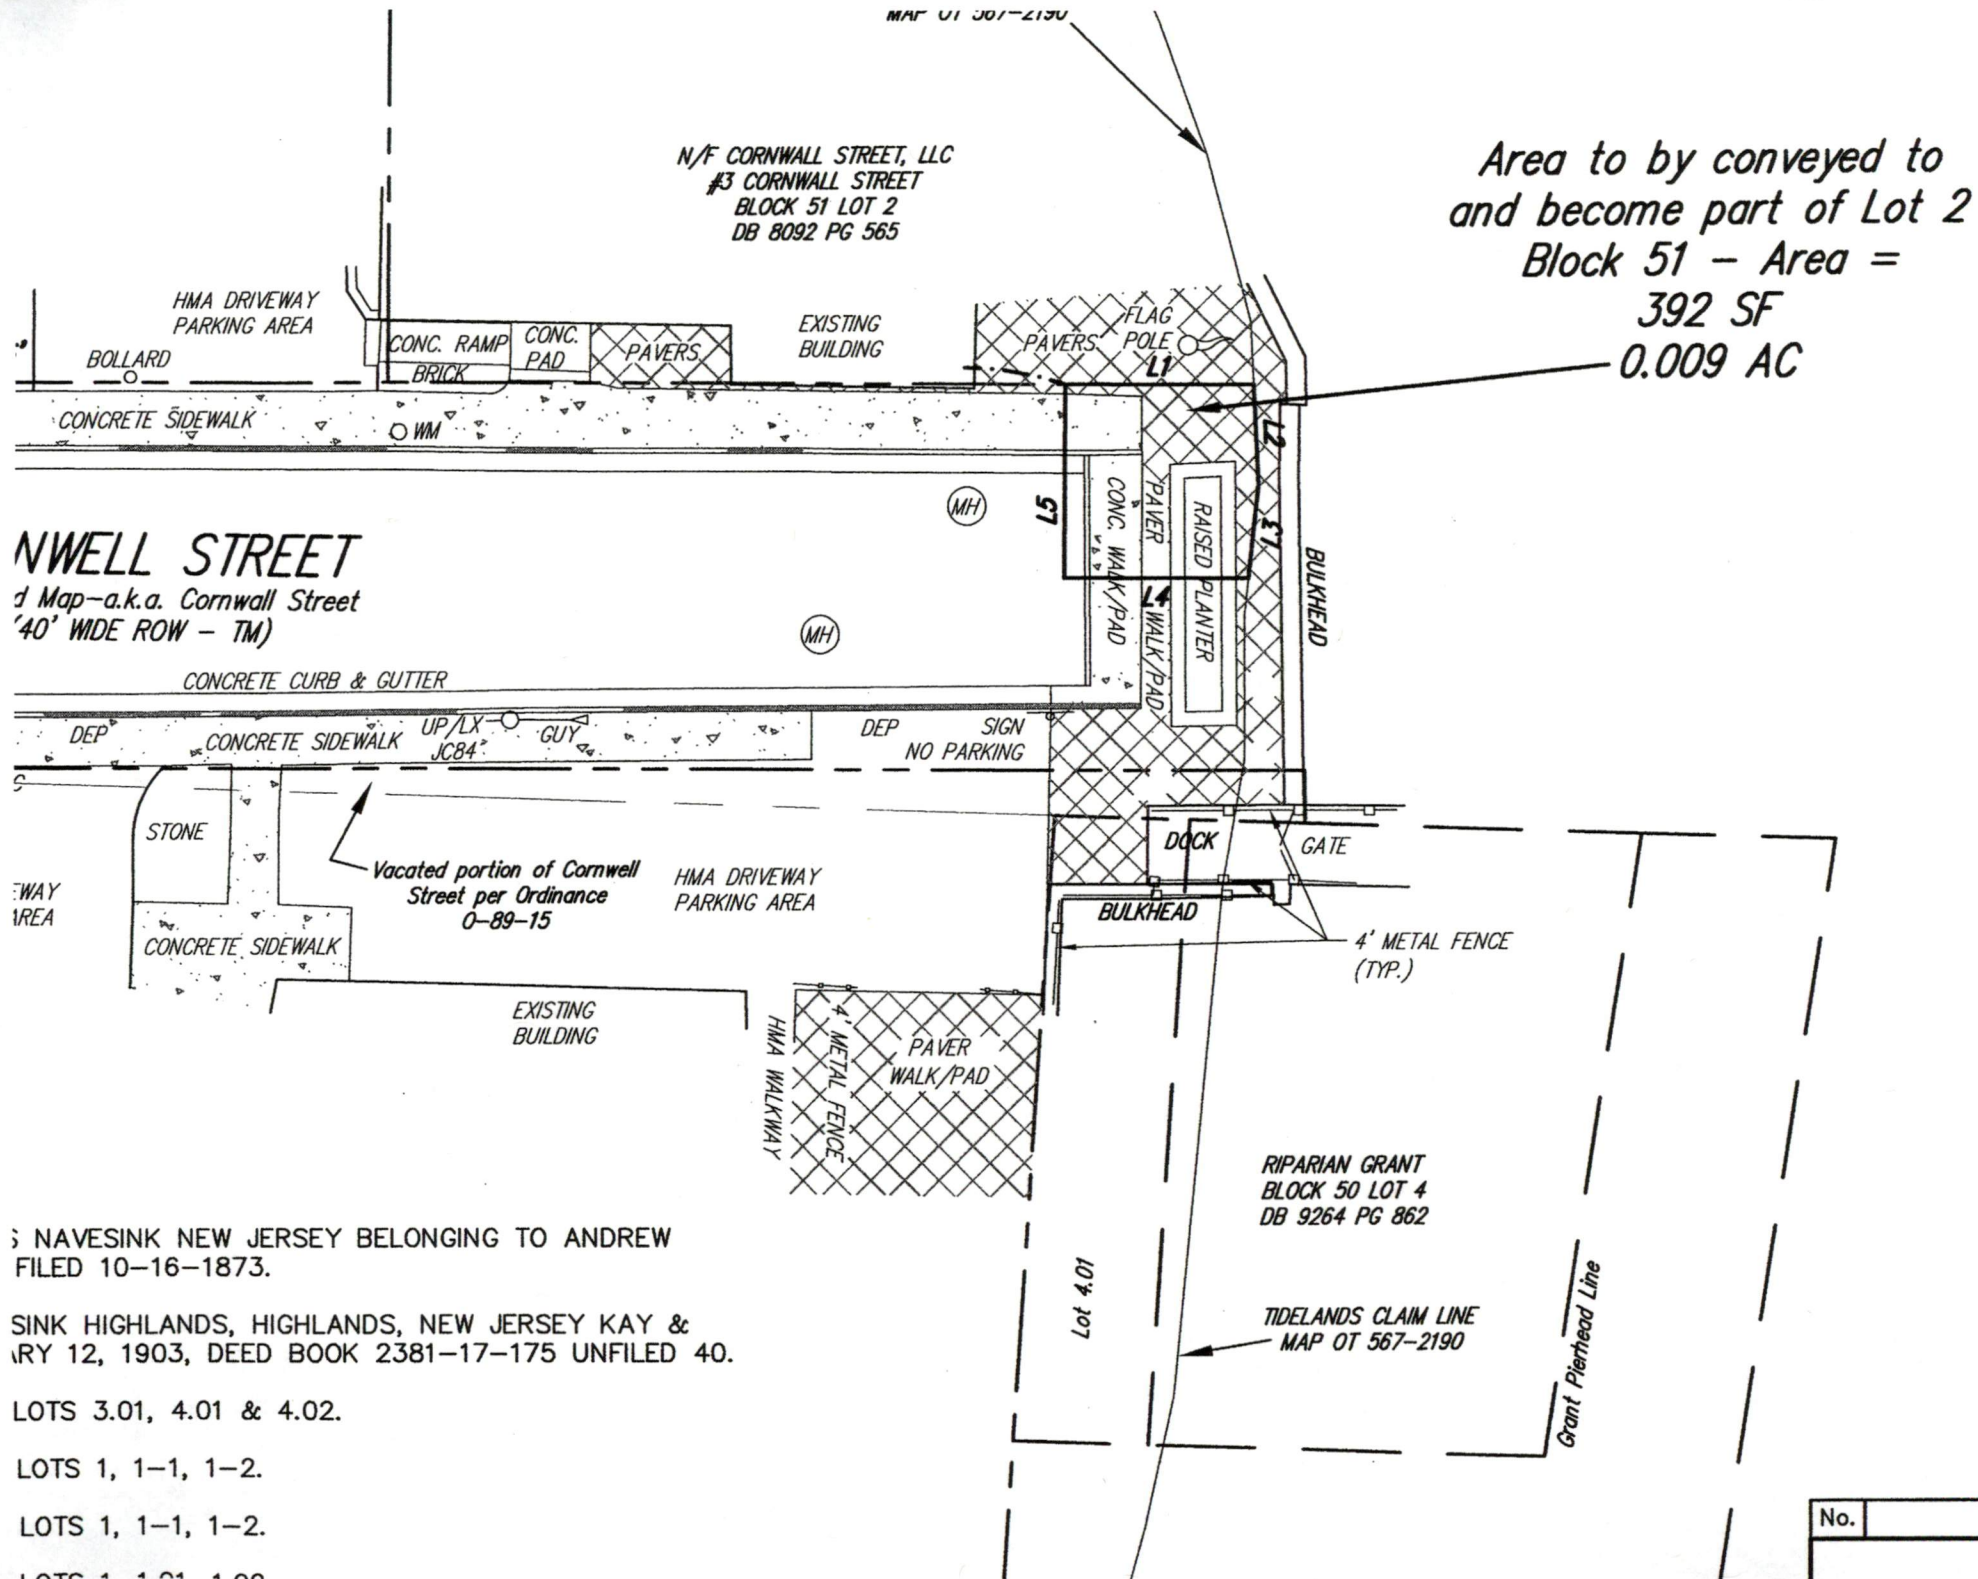 MAP OT 567-2190
N/F CORNWALL STREET, LLC
#3 CORNWALL STREET
BLOCK 51 LOT 2
DB 8092 PG 565
Area to by conveyed to
and become part of Lot 2
Block 51 - Area =
392 SF
0.009 AC
HMA DRIVEWAY
PARKING AREA
BOLLARD
CONC. RAMP
BRICK
CONC.
PAD
PAVERS
EXISTING
BUILDING
PAVERS
FLAG
POLE
L1
CONCRETE SIDEWALK
WM
L2
L5
MH
CONC. WALK/PAD
PAVER
WALK/PAD
RAISED PLANTER
L3
L4
BULKHEAD
NWELL STREET
d Map-a.k.a. Cornwall Street
40' WIDE ROW - TM)
MH
CONCRETE CURB & GUTTER
DEP
CONCRETE SIDEWALK
UP/LX
JC84
GUY
DEP
SIGN
NO PARKING
STONE
Vacated portion of Cornwell
Street per Ordinance
O-89-15
HMA DRIVEWAY
PARKING AREA
DOCK
GATE
EWAY
AREA
BULKHEAD
CONCRETE SIDEWALK
4' METAL FENCE
(TYP.)
EXISTING
BUILDING
HMA WALKWAY
4' METAL FENCE
PAVER
WALK/PAD
RIPARIAN GRANT
BLOCK 50 LOT 4
DB 9264 PG 862
Lot 4.01
TIDELANDS CLAIM LINE
MAP OT 567-2190
Grant Pierhead Line
S NAVESINK NEW JERSEY BELONGING TO ANDREW
FILED 10-16-1873.
SINK HIGHLANDS, HIGHLANDS, NEW JERSEY KAY &
ARY 12, 1903, DEED BOOK 2381-17-175 UNFILED 40.
LOTS 3.01, 4.01 & 4.02.
LOTS 1, 1-1, 1-2.
LOTS 1, 1-1, 1-2.
No.